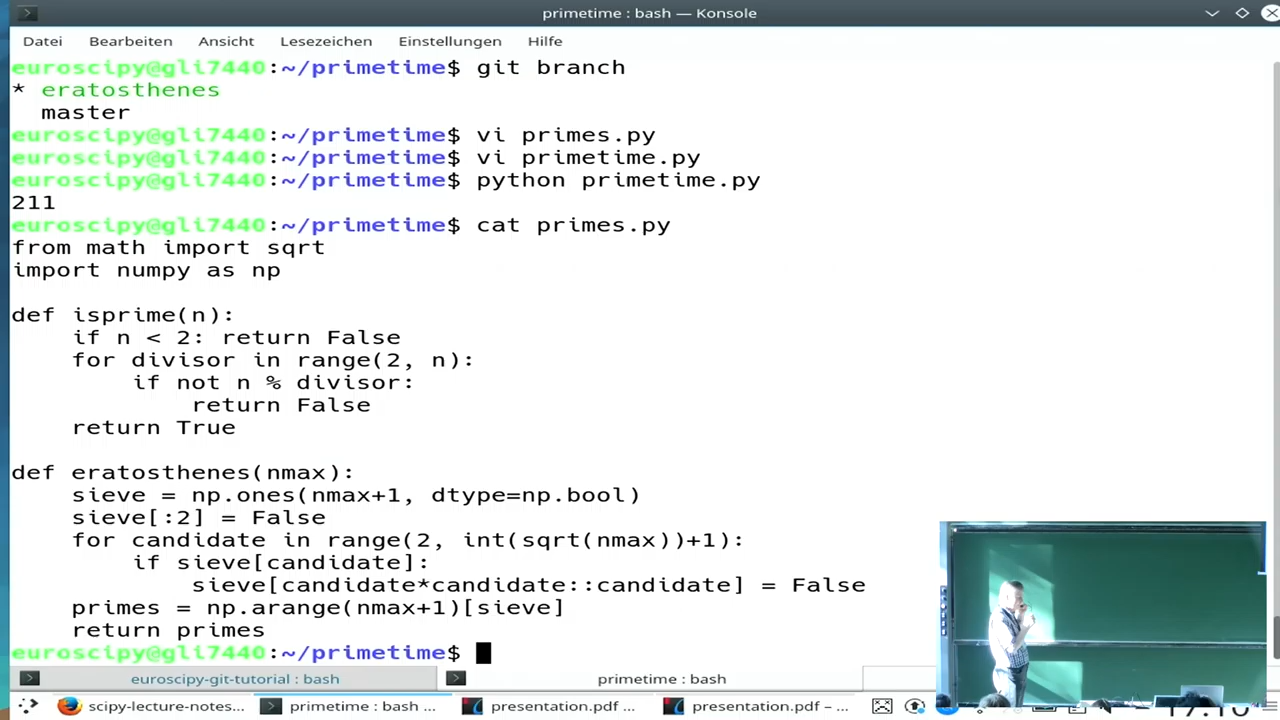 primetime : bash — Konsole
Datei Bearbeiten Ansicht Lesezeichen Einstellungen Hilfe
euroscipy@gli7440:~/primetime$ git branch
* eratosthenes
  master
euroscipy@gli7440:~/primetime$ vi primes.py
euroscipy@gli7440:~/primetime$ vi primetime.py
euroscipy@gli7440:~/primetime$ python primetime.py
211
euroscipy@gli7440:~/primetime$ cat primes.py
from math import sqrt
import numpy as np
def isprime(n):
    if n < 2: return False
    for divisor in range(2, n):
        if not n % divisor:
            return False
    return True
def eratosthenes(nmax):
    sieve = np.ones(nmax+1, dtype=np.bool)
    sieve[:2] = False
    for candidate in range(2, int(sqrt(nmax))+1):
        if sieve[candidate]:
            sieve[candidate*candidate::candidate] = False
    primes = np.arange(nmax+1)[sieve]
    return primes
euroscipy@gli7440:~/primetime$
euroscipy-git-tutorial : bash primetime : bash
scipy-lecture-notes... primetime : bash ... presentation.pdf ... presentation.pdf – ...